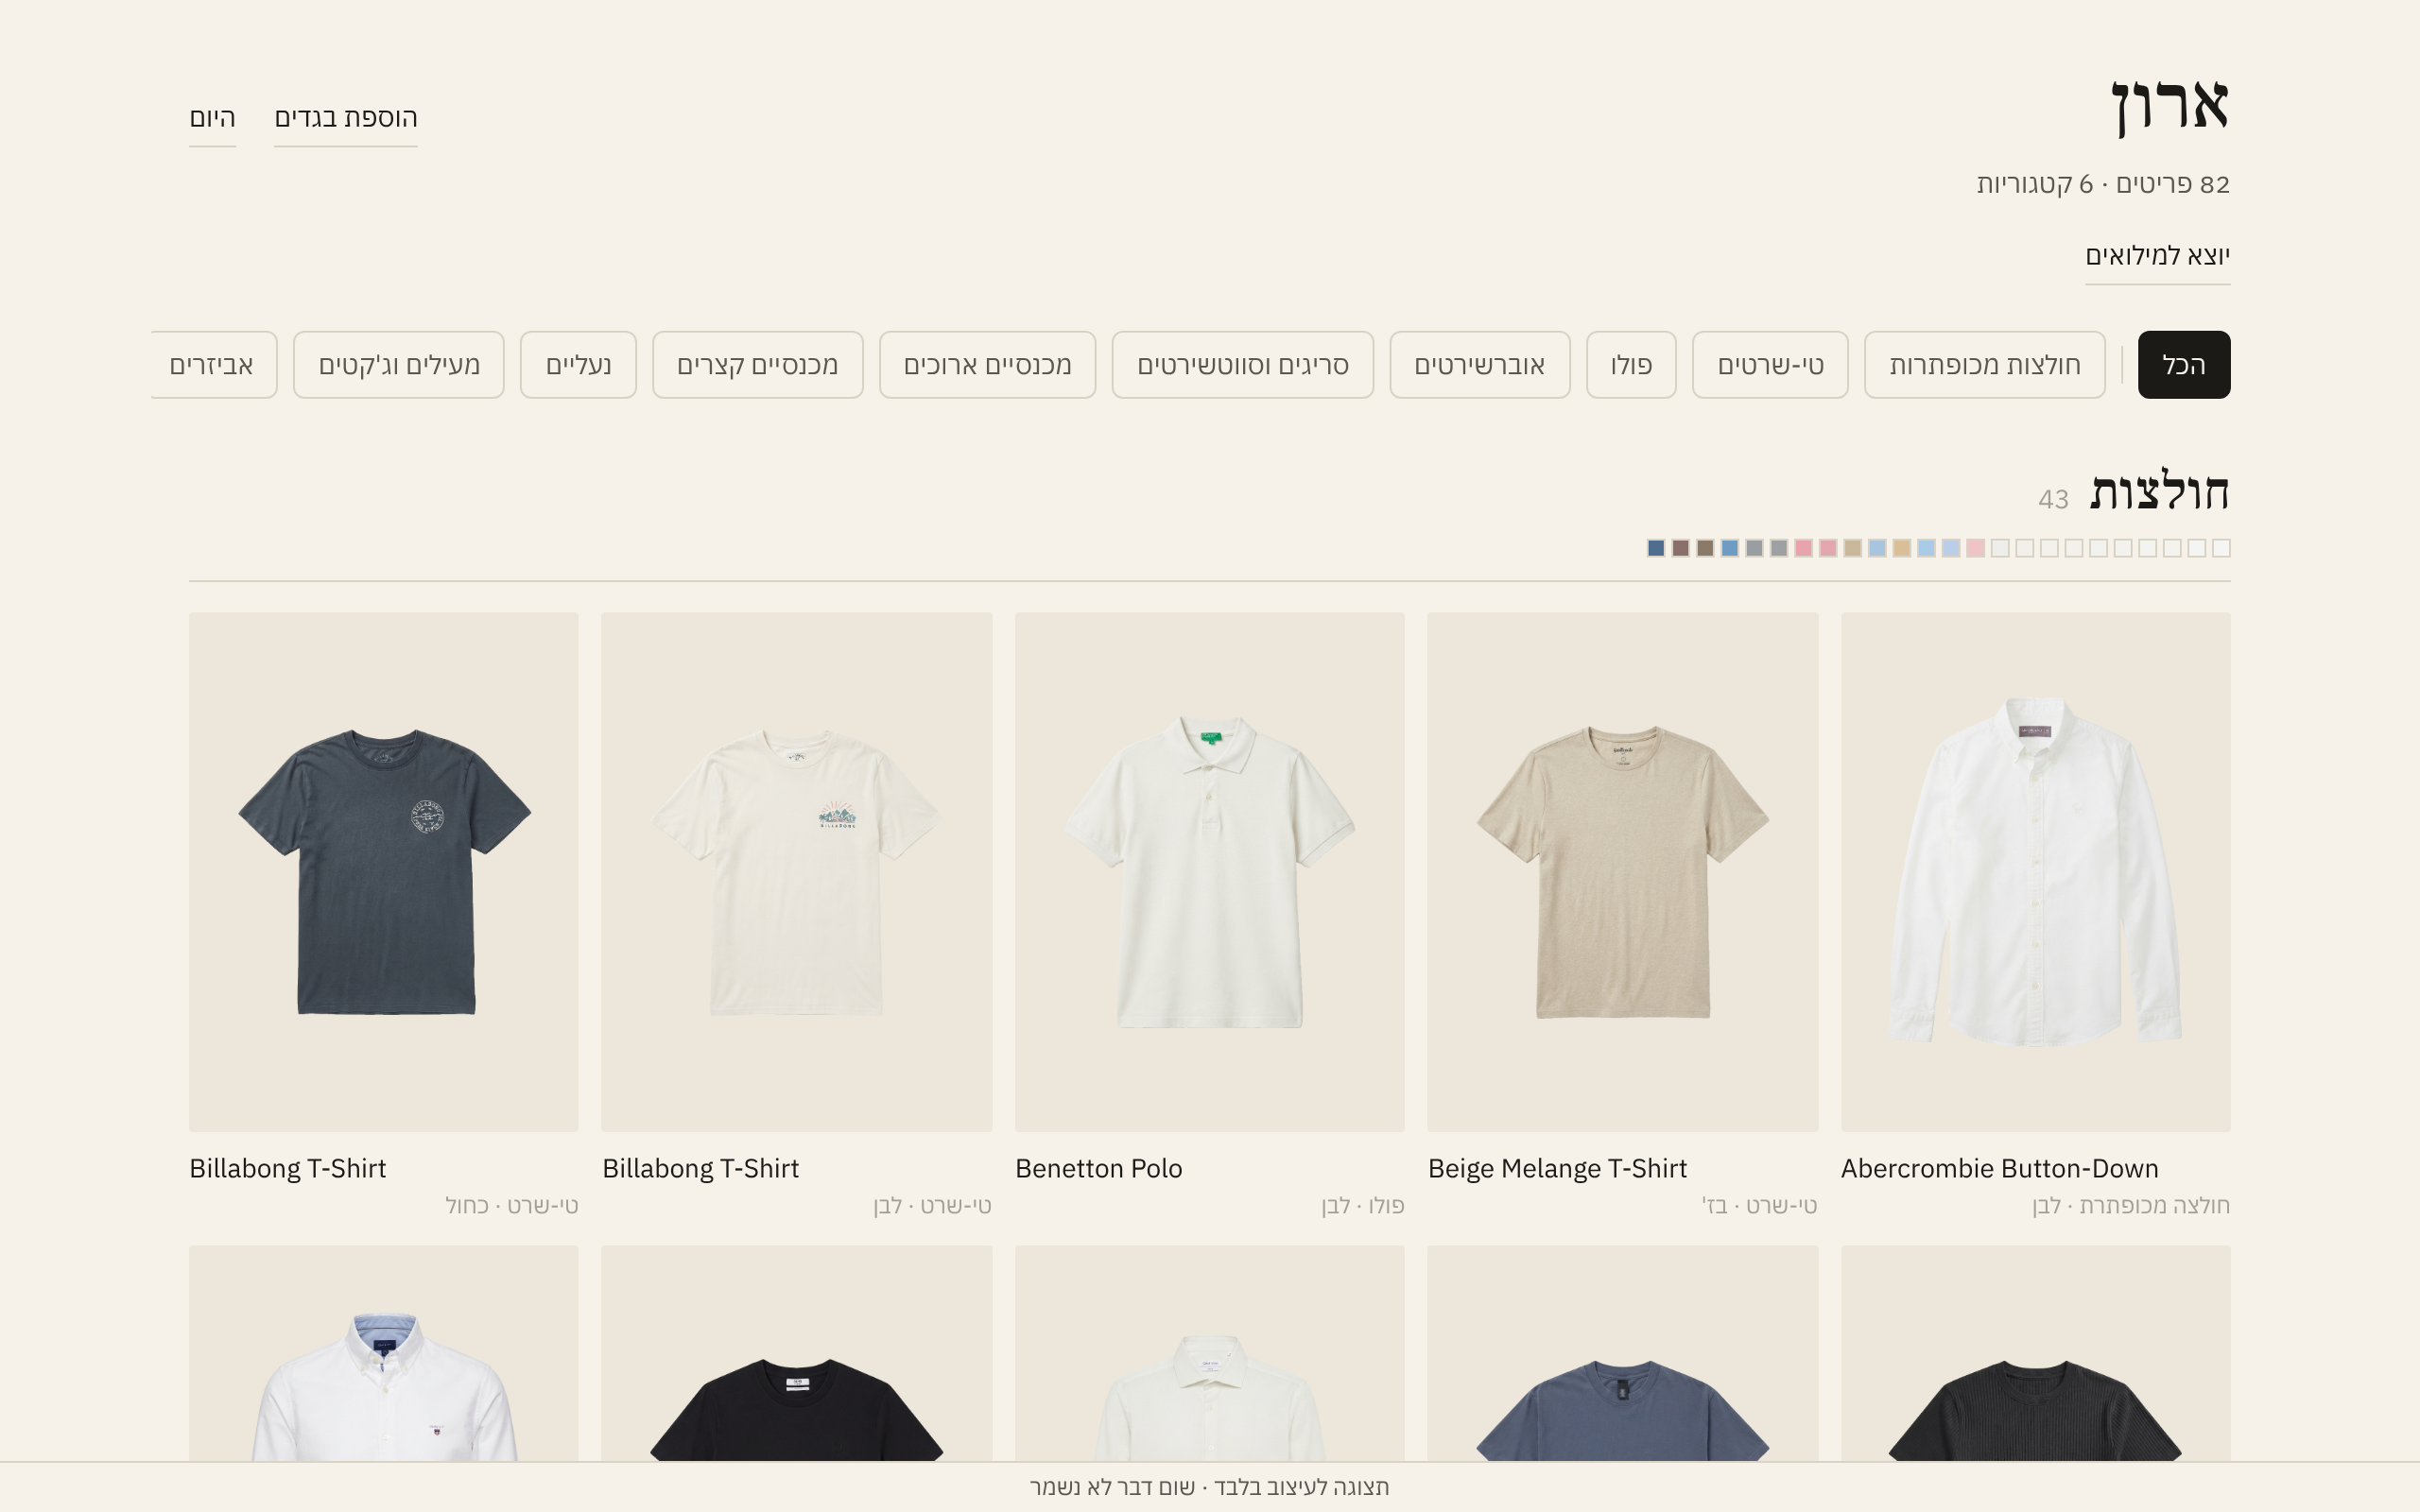 ארון
הוספת בגדים
היום
82 פריטים · 6 קטגוריות
יוצא למילואים
הכל
חולצות מכופתרות
טי-שרטים
פולו
אוברשירטים
סריגים וסווטשירטים
מכנסיים ארוכים
מכנסיים קצרים
נעליים
מעילים וג'קטים
אביזרים
חולצות 43
BILLABONG
Abercrombie Button-Down
חולצה מכופתרת · לבן
Beige Melange T-Shirt
טי-שרט · בז'
Benetton Polo
פולו · לבן
Billabong T-Shirt
טי-שרט · לבן
Billabong T-Shirt
טי-שרט · כחול
תצוגה לעיצוב בלבד · שום דבר לא נשמר